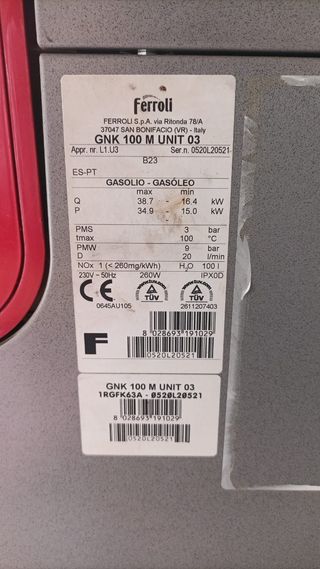 Ferroli
FERROLI S.p.A. via Ritonda 78/A
37047 SAN BONIFACIO (VR) - Italy
GNK 100 M UNIT 03
Appr. nr. L1.U3 Ser.n. 0520L20521
B23
ES-PT
GASOLIO - GASÓLEO
max min
Q 38.7 - 16.4 kW
P 34.9 - 15.0 kW
PMS 3 bar
tmax 100 °C
PMW 9 bar
D 20 l/min
NOx 1 (< 260mg/kWh) H₂O 100 l
230V ~ 50Hz 260W IPX0D
CE
0645AU105
TÜV
TÜV
2611207403
8 028693 191029
F
0520L20521
GNK 100 M UNIT 03
1RGFK63A - 0520L20521
8 028693 191029
0520L20521